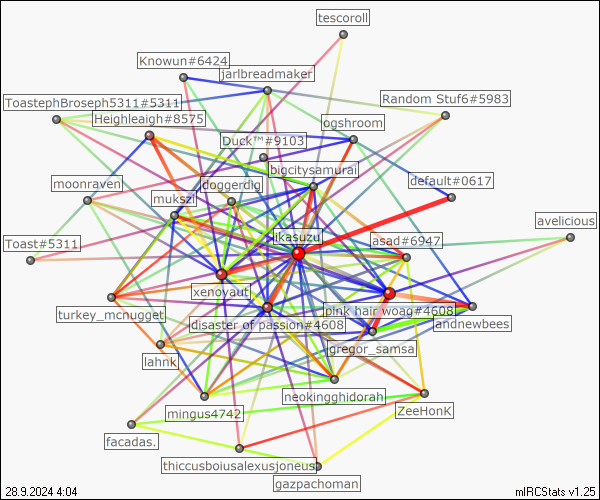 tescoroll
Knowun#6424
jarlbreadmaker
ToastephBroseph5311#5311
Random Stuf6#5983
Heighleaigh#8575
ogshroom
Duck™#9103
bigcitysamurai
default#0617
moonraven
doggerdig
mukszi
avelicious
ikasuzu
Toast#5311
asad#6947
xenoyaut
turkey_mcnugget
pink hair woag#4608
disaster of passion#4608
andnewbees
lahnk
gregor_samsa
neokingghidorah
mingus4742
ZeeHonK
facadas.
thiccusboiusalexusjoneus
gazpachoman
28.9.2024 4:04
mIRCStats v1.25